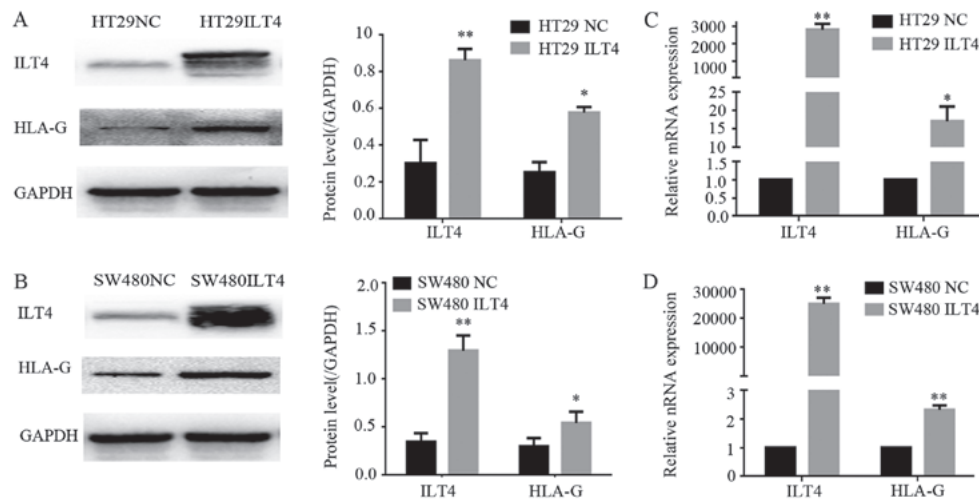 A
HT29NC HT29ILT4
ILT4
HLA-G
GAPDH
Protein level(/GAPDH)
1.0
0.8
0.6
0.4
0.2
0.0
HT29 NC
HT29 ILT4
**
*
ILT4 HLA-G
C
Relative mRNA expression
3000
2000
1000
25
20
15
10
5
1.5
1.0
0.5
0.0
HT29 NC
HT29 ILT4
**
*
ILT4 HLA-G
B
SW480NC SW480ILT4
ILT4
HLA-G
GAPDH
Protein level(/GAPDH)
2.0
1.5
1.0
0.5
0.0
SW480 NC
SW480 ILT4
**
*
ILT4 HLA-G
D
Relative nRNA expression
30000
20000
10000
3
2
1
0
SW480 NC
SW480 ILT4
**
**
ILT4 HLA-G